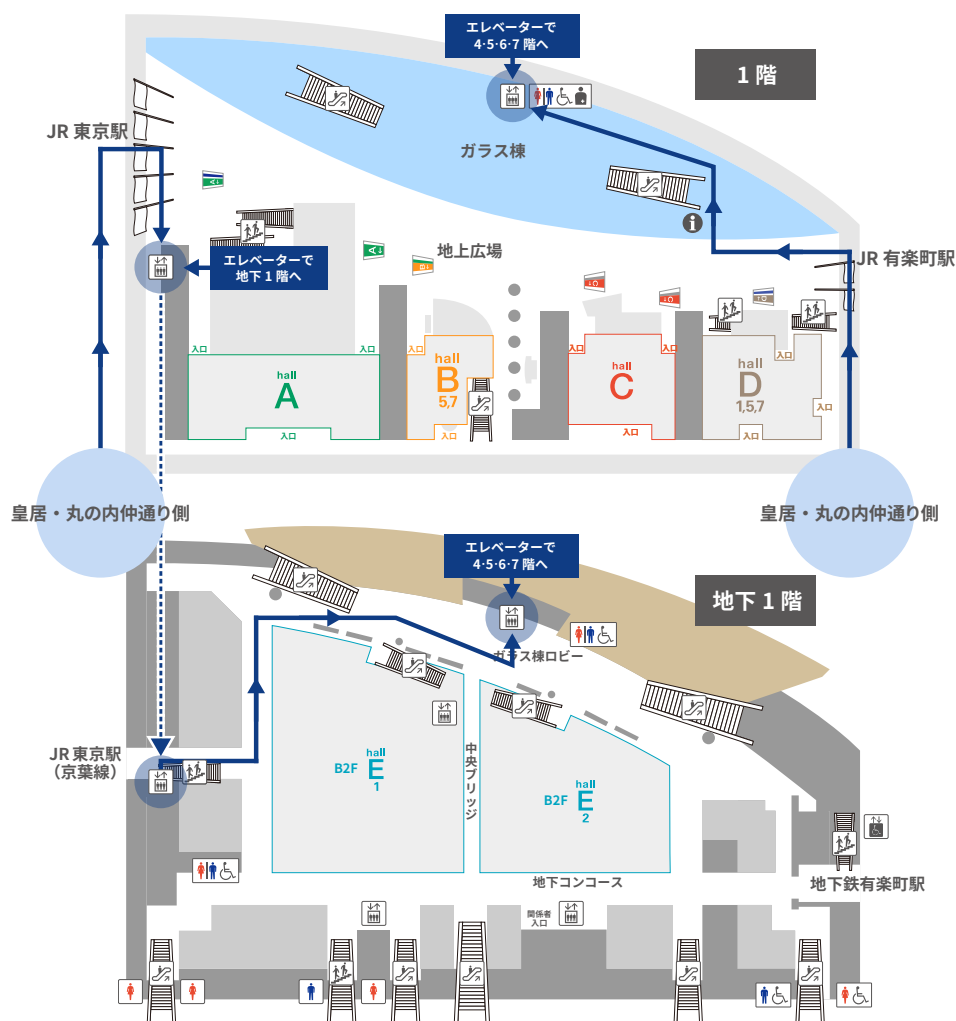 エレベーターで
4·5·6·7 階へ
1 階
JR 東京駅
ガラス棟
i
A
地上広場
エレベーターで
地下 1 階へ
JR 有楽町駅
A
B
C
C
D
入口
入口
入口
hall
A
入口
hall
B
5,7
入口
入口
入口
hall
C
入口
入口
hall
D
1,5,7
入口
入口
皇居・丸の内仲通り側
皇居・丸の内仲通り側
エレベーターで
4·5·6·7 階へ
地下 1 階
ガラス棟ロビー
JR 東京駅
（京葉線）
B2F
hall
E
1
中央ブリッジ
B2F
hall
E
2
地下コンコース
地下鉄有楽町駅
関係者
入口